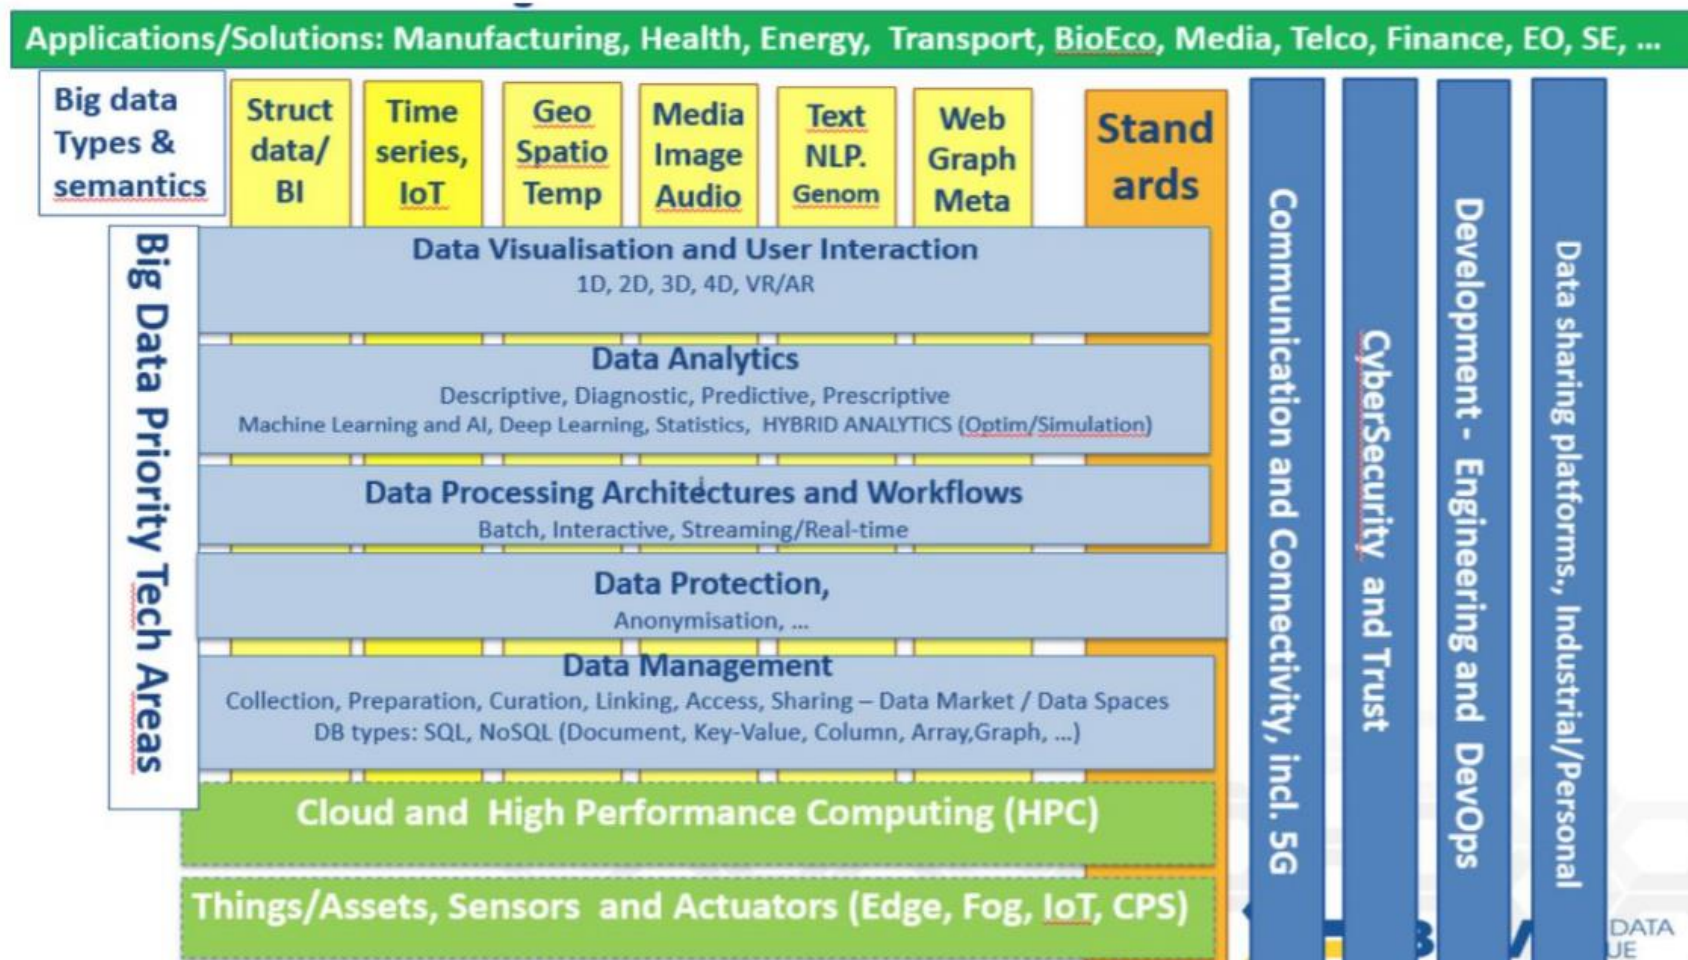 Applications/Solutions: Manufacturing, Health, Energy, Transport, BioEco, Media, Telco, Finance, EO, SE, ...
Big data
Types &
semantics
Struct
data/
BI
Time
series,
IoT
Geo
Spatio
Temp
Media
Image
Audio
Text
NLP.
Genom
Web
Graph
Meta
Stand
ards
Big Data Priority Tech Areas
Data Visualisation and User Interaction
1D, 2D, 3D, 4D, VR/AR
Data Analytics
Descriptive, Diagnostic, Predictive, Prescriptive
Machine Learning and AI, Deep Learning, Statistics, HYBRID ANALYTICS (Optim/Simulation)
Data Processing Architectures and Workflows
Batch, Interactive, Streaming/Real-time
Data Protection,
Anonymisation, ...
Data Management
Collection, Preparation, Curation, Linking, Access, Sharing – Data Market / Data Spaces
DB types: SQL, NoSQL (Document, Key-Value, Column, Array,Graph, ...)
Cloud and High Performance Computing (HPC)
Things/Assets, Sensors and Actuators (Edge, Fog, IoT, CPS)
Communication and Connectivity, incl. 5G
CyberSecurity and Trust
Development - Engineering and DevOps
Data sharing platforms., Industrial/Personal
DATA